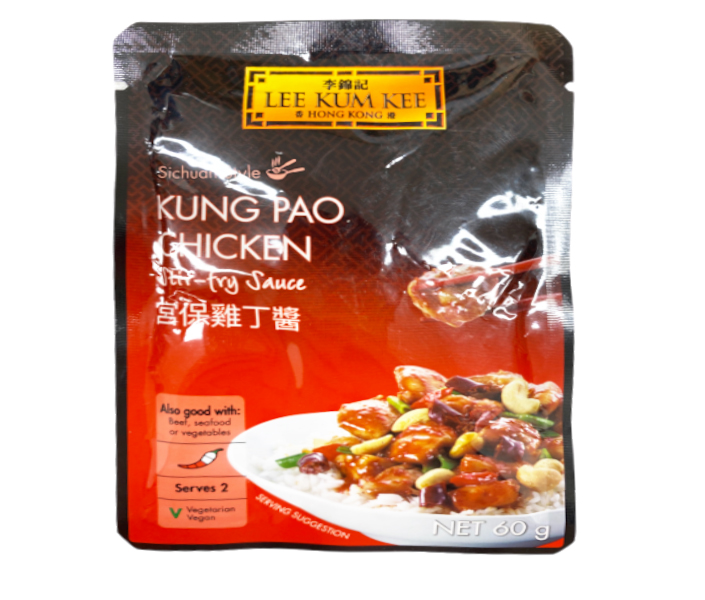 李錦記
LEE KUM KEE
香 HONG KONG 港
Sichuan Style
KUNG PAO
CHICKEN
Stir-fry Sauce
宮保雞丁醬
Also good with:
Beef, seafood
or vegetables
Serves 2
V Vegetarian
Vegan
SERVING SUGGESTION
NET 60 g